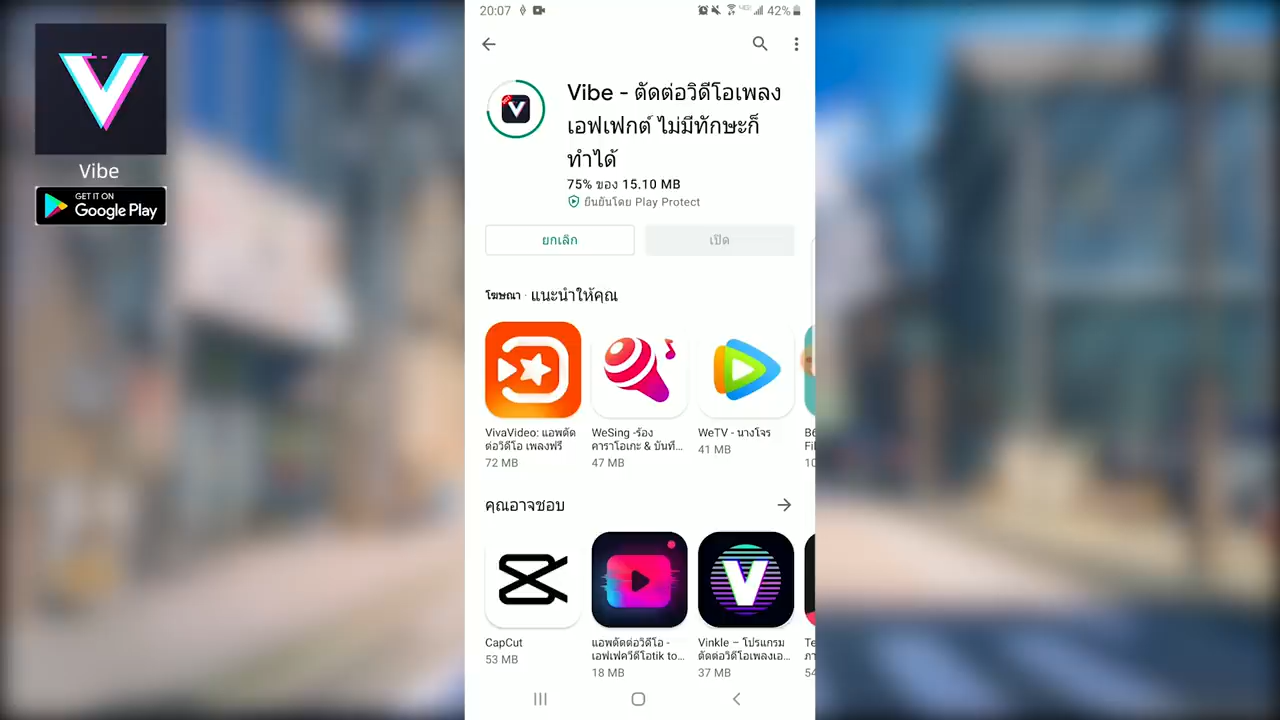 Vibe
GET IT ON
Google Play
20:07
42%
Vibe - ตัดต่อวิดีโอเพลง
เอฟเฟกต์ ไม่มีทักษะก็
ทำได้
75% ของ 15.10 MB
ยืนยันโดย Play Protect
ยกเลิก
เปิด
โฆษณา · แนะนำให้คุณ
VivaVideo: แอพตัด
ต่อวิดีโอ เพลงฟรี
72 MB
WeSing -ร้อง
คาราโอเกะ & บันทึ...
47 MB
WeTV - นางโจร
41 MB
คุณอาจชอบ
CapCut
53 MB
แอพตัดต่อวิดีโอ -
เอฟเฟควีดีโอtik to...
18 MB
Vinkle – โปรแกรม
ตัดต่อวิดีโอเพลงเอ...
37 MB